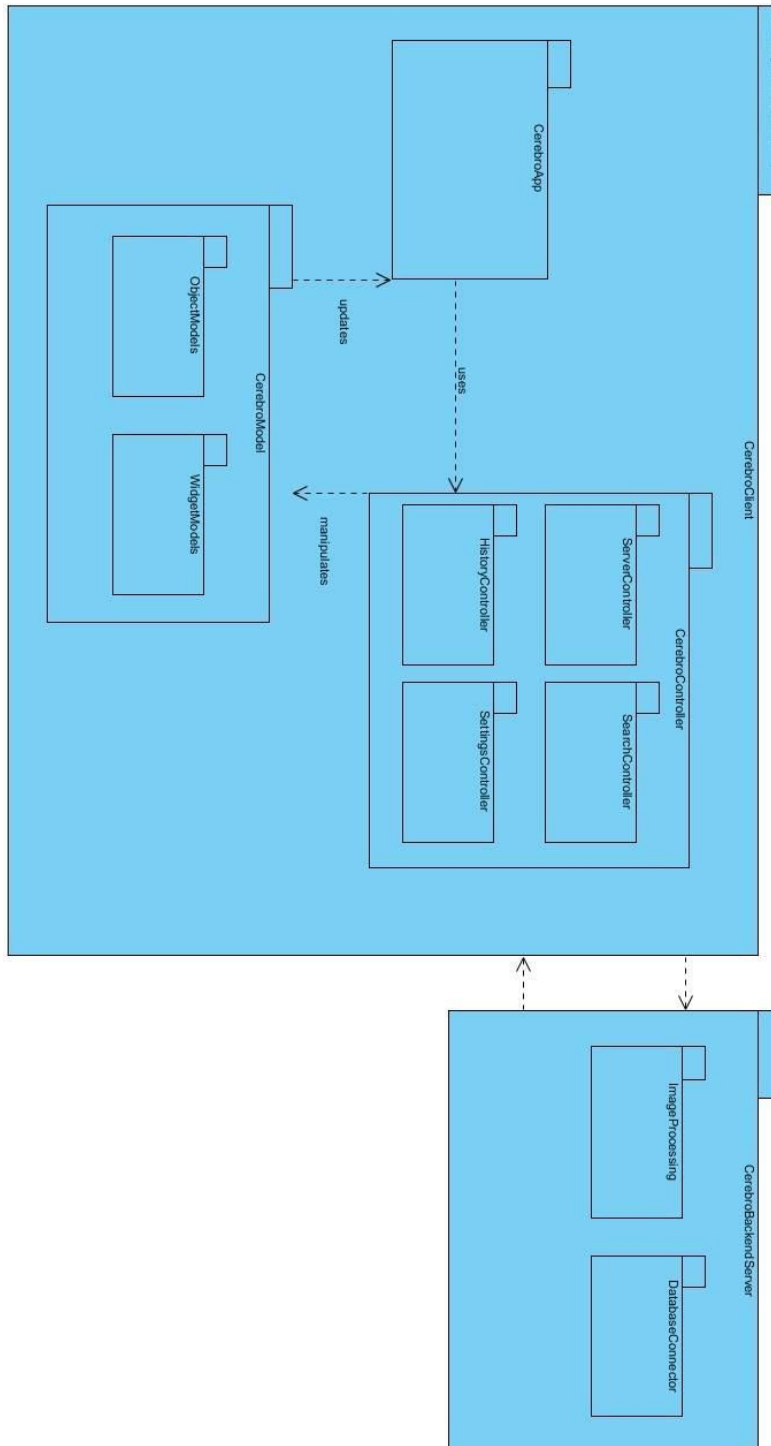 CerebroClient
CerebroApp
uses
CerebroController
ServerController
SearchController
HistoryController
SettingsController
updates
manipulates
CerebroModel
ObjectModels
WidgetModels
CerebroBackendServer
ImageProcessing
DatabaseConnector